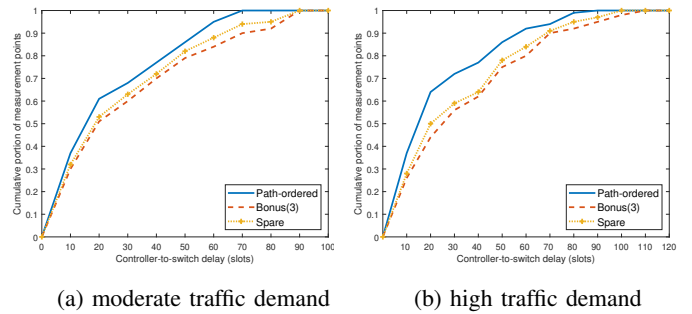 1
0.9
0.8
0.7
0.6
0.5
0.4
0.3
0.2
0.1
0
Cumulative portion of measurement points
Path-ordered
Bonus(3)
Spare
0 10 20 30 40 50 60 70 80 90 100
Controller-to-switch delay (slots)
(a) moderate traffic demand
1
0.9
0.8
0.7
0.6
0.5
0.4
0.3
0.2
0.1
0
Cumulative portion of measurement points
Path-ordered
Bonus(3)
Spare
10 20 30 40 50 60 70 80 90 100 110 120
Controller-to-switch delay (slots)
(b) high traffic demand